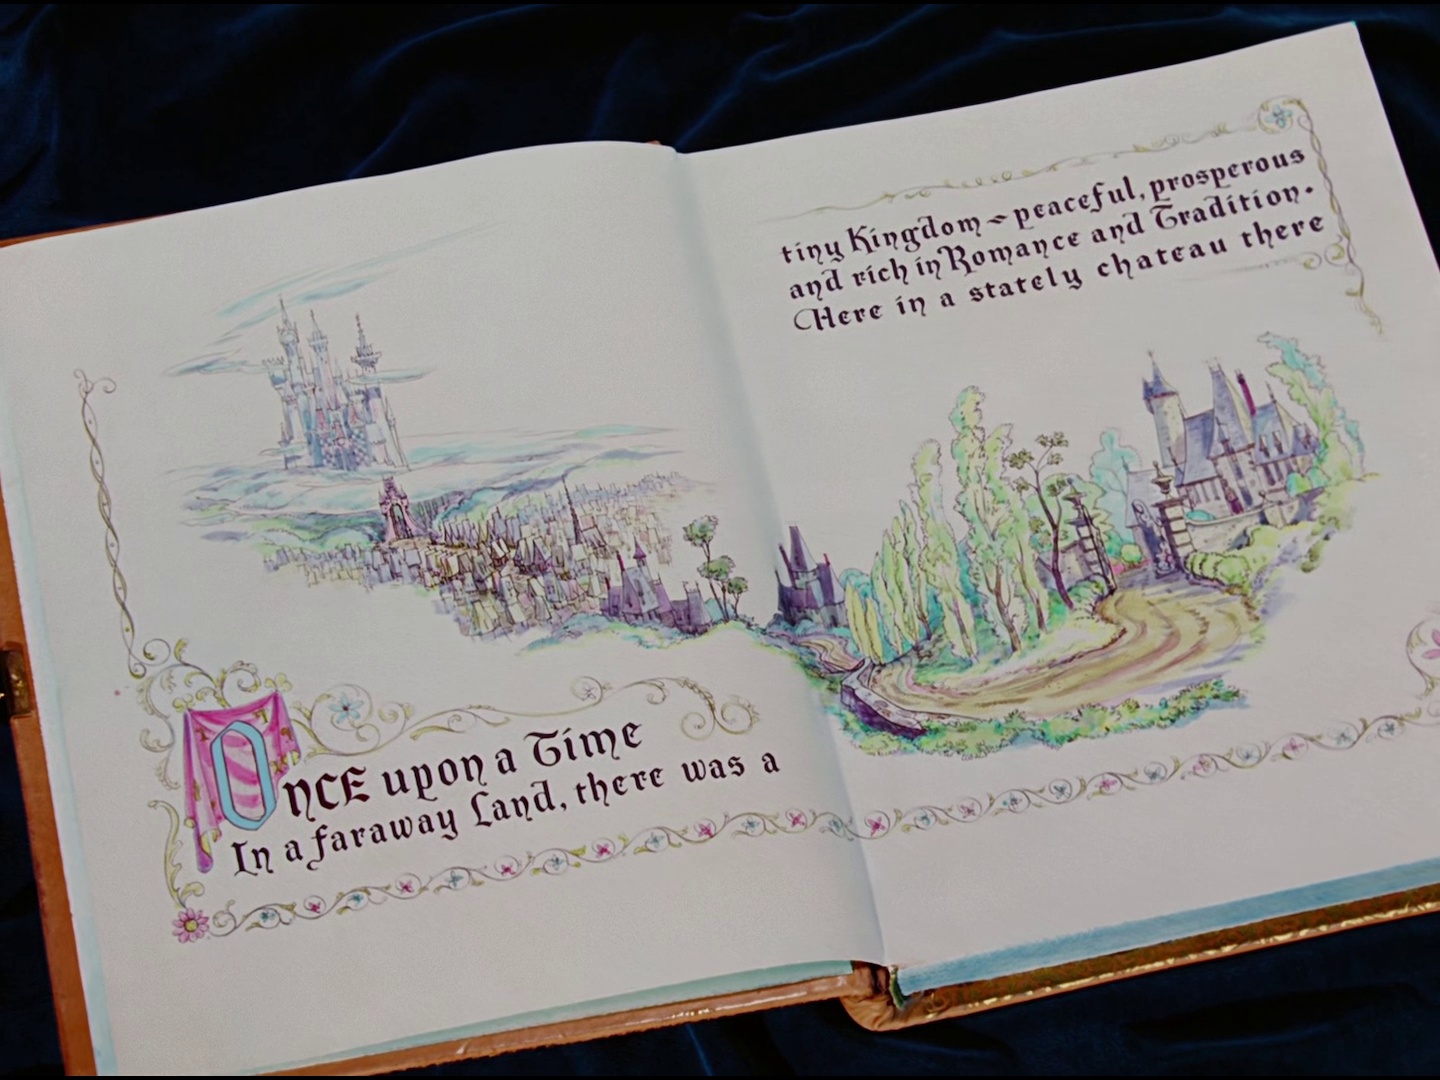 ONCE upon a Time
In a faraway Land, there was a
tiny Kingdom ~ peaceful, prosperous
and rich in Romance and Tradition.
Here in a stately chateau there